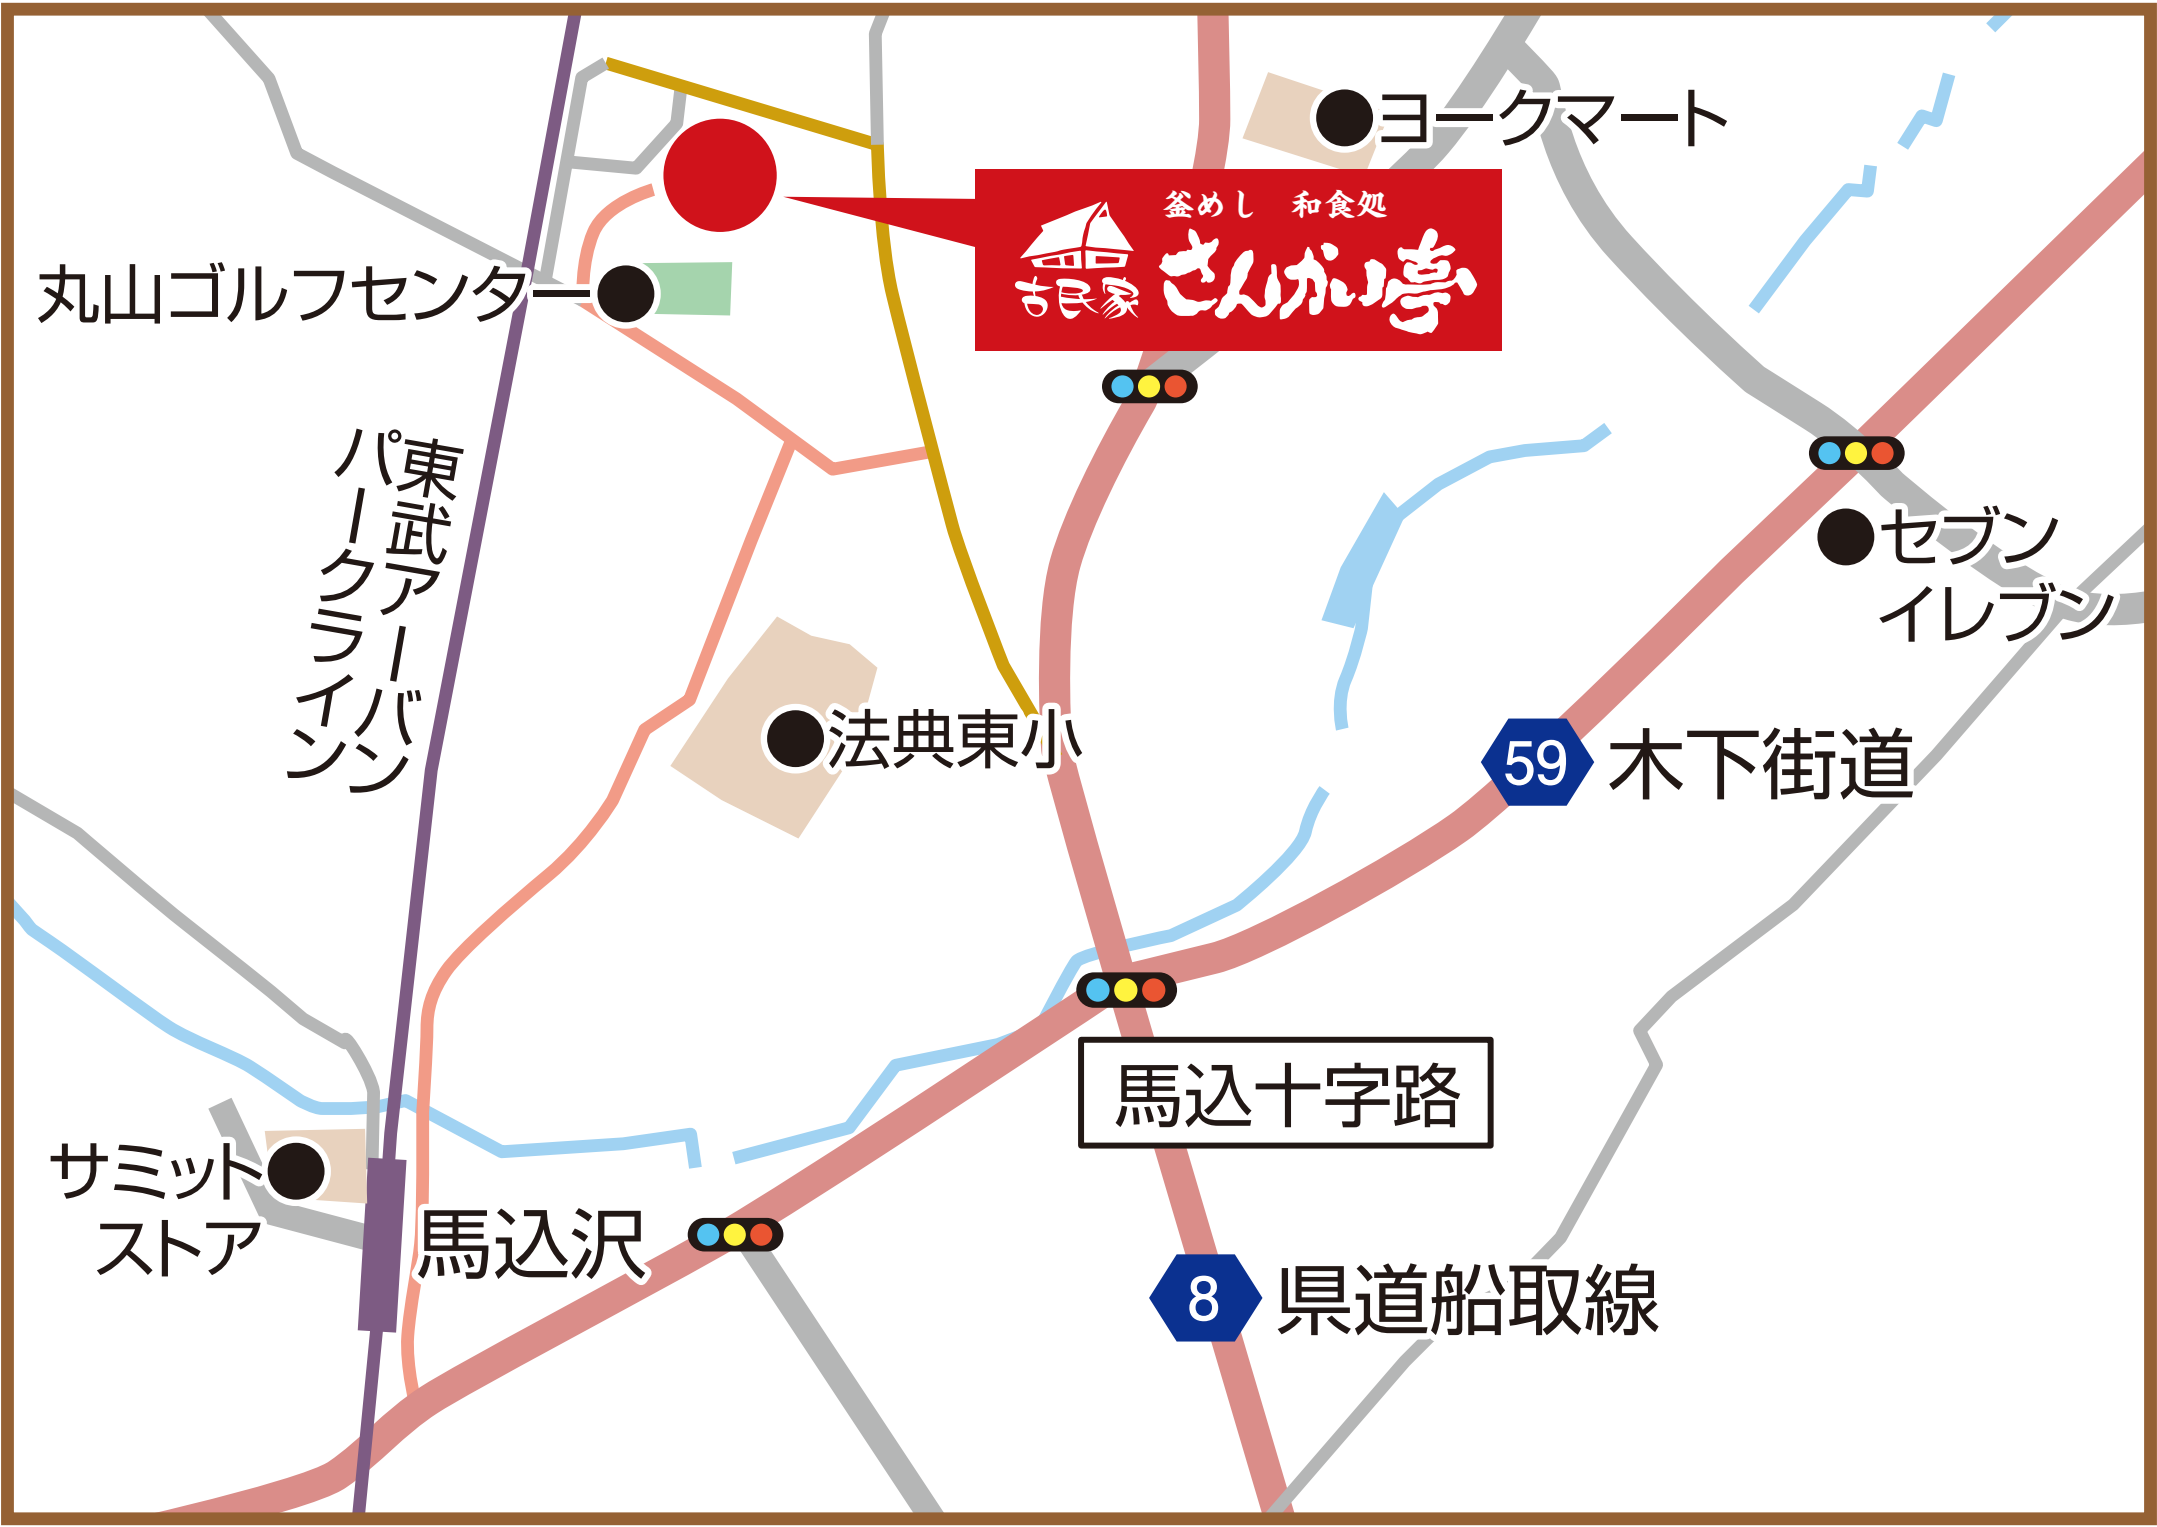 ヨークマート
釜めし 和食処
古民家
さんかい亭
丸山ゴルフセンター
東武アーバン
パークライン
セブン
イレブン
法典東小
59
木下街道
馬込十字路
サミット
ストア
馬込沢
8
県道船取線